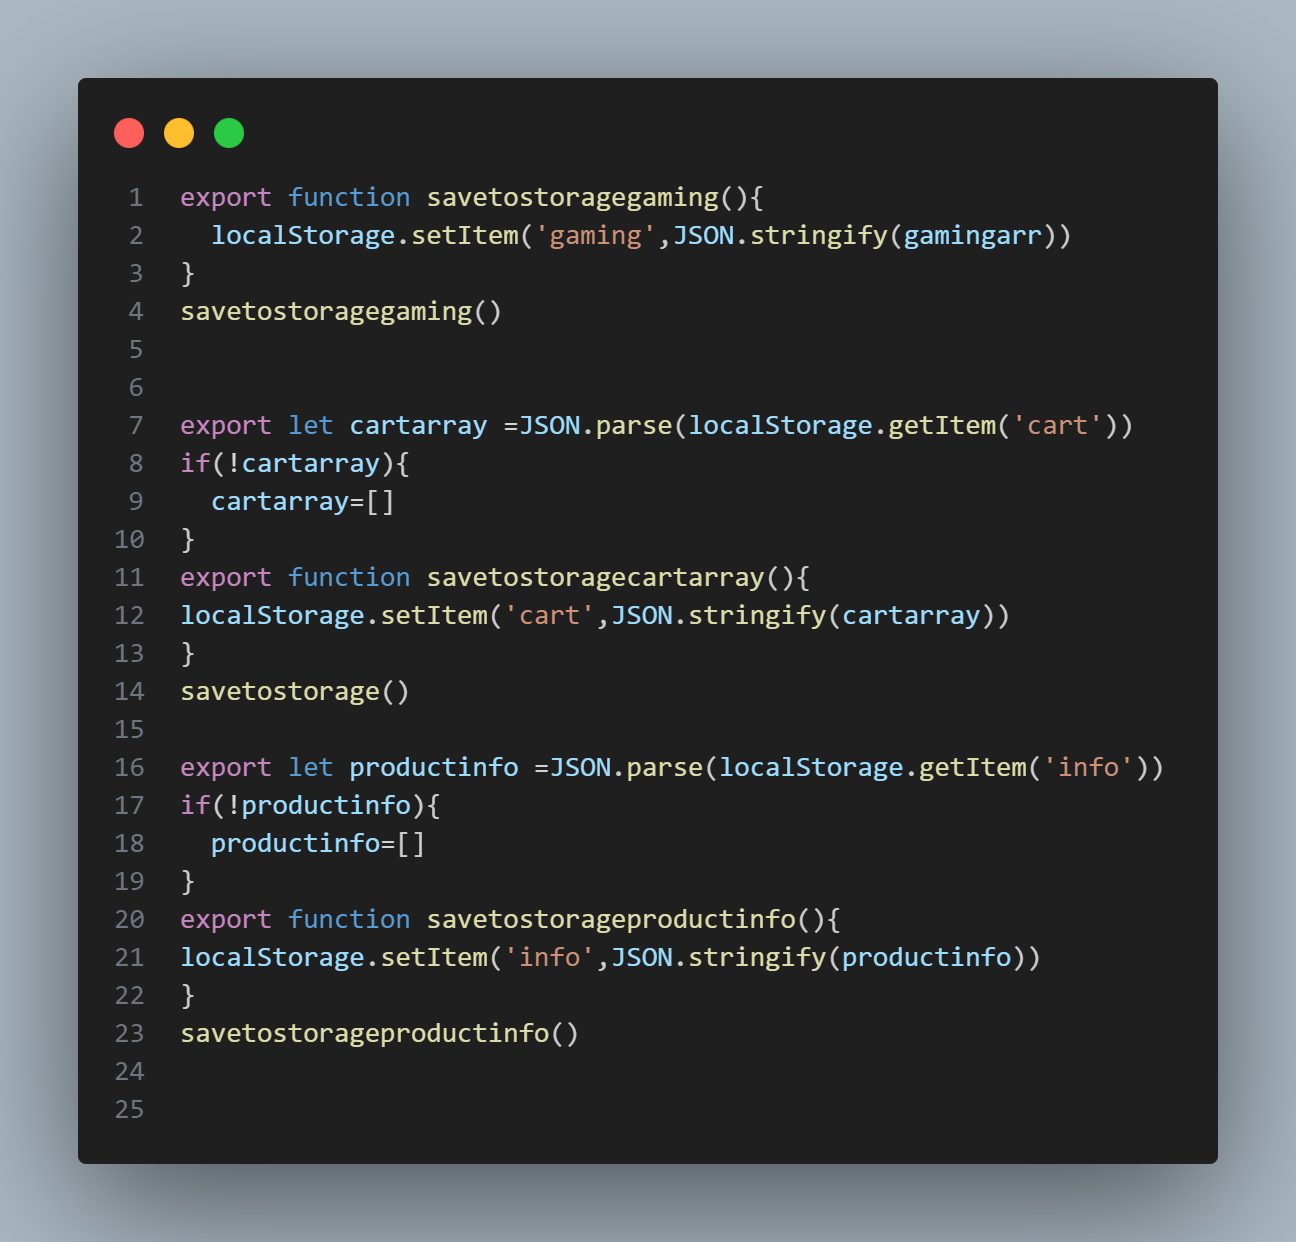 1 export function savetostoragegaming(){
2   localStorage.setItem('gaming',JSON.stringify(gamingarr))
3 }
4 savetostoragegaming()
5
6
7 export let cartarray =JSON.parse(localStorage.getItem('cart'))
8 if(!cartarray){
9   cartarray=[]
10 }
11 export function savetostoragecartarray(){
12 localStorage.setItem('cart',JSON.stringify(cartarray))
13 }
14 savetostorage()
15
16 export let productinfo =JSON.parse(localStorage.getItem('info'))
17 if(!productinfo){
18   productinfo=[]
19 }
20 export function savetostorageproductinfo(){
21 localStorage.setItem('info',JSON.stringify(productinfo))
22 }
23 savetostorageproductinfo()
24
25